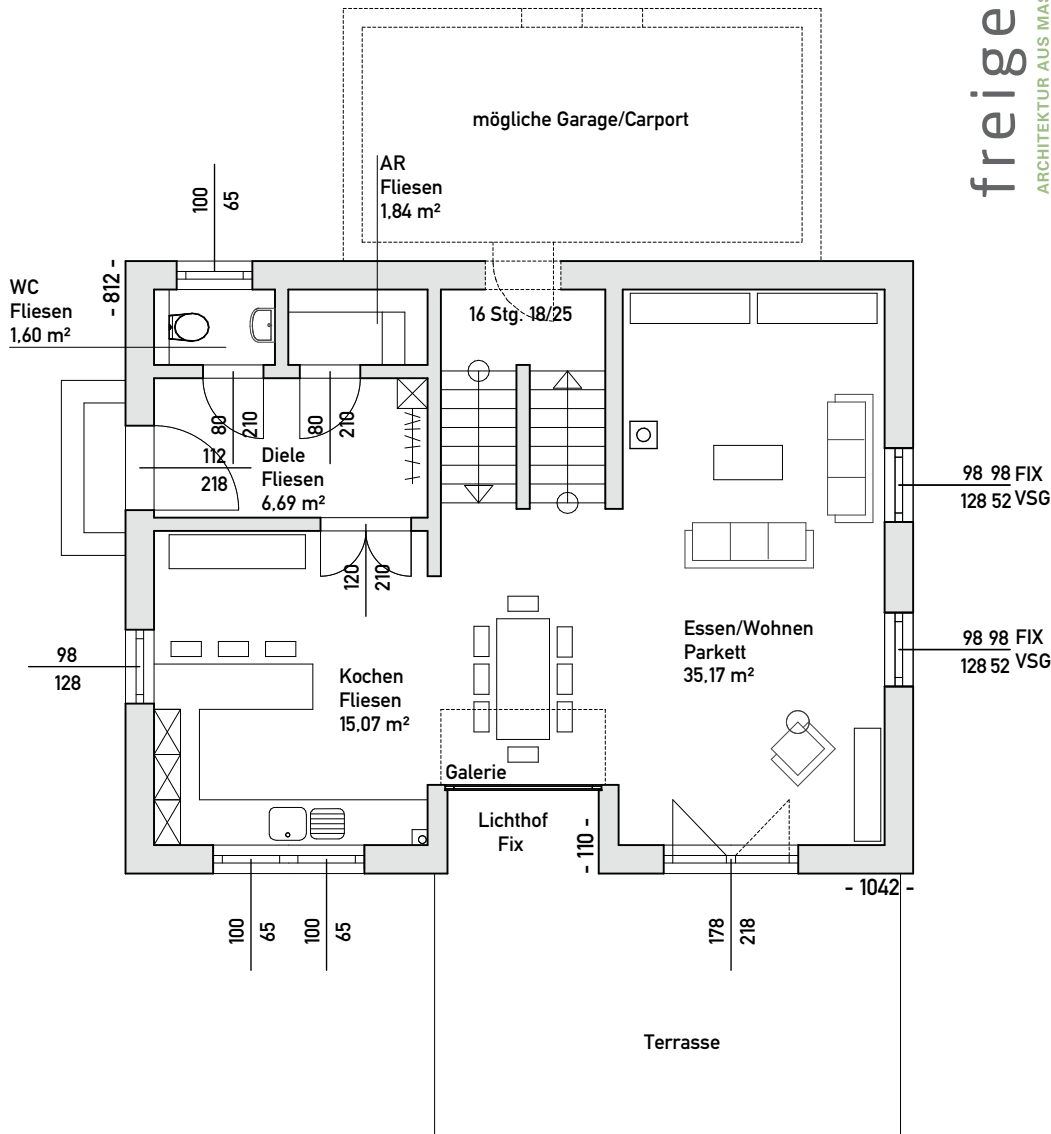 freige
ARCHITEKTUR AUS MAS
mögliche Garage/Carport
AR
Fliesen
1,84 m²
100
65
- 812 -
WC
Fliesen
1,60 m²
16 Stg. 18/25
80
210
80
210
112
218
Diele
Fliesen
6,69 m²
98 98 FIX
128 52 VSG
120
210
98
128
Kochen
Fliesen
15,07 m²
Essen/Wohnen
Parkett
35,17 m²
98 98 FIX
128 52 VSG
Galerie
Lichthof
Fix
- 110 -
- 1042 -
100
65
100
65
178
218
Terrasse